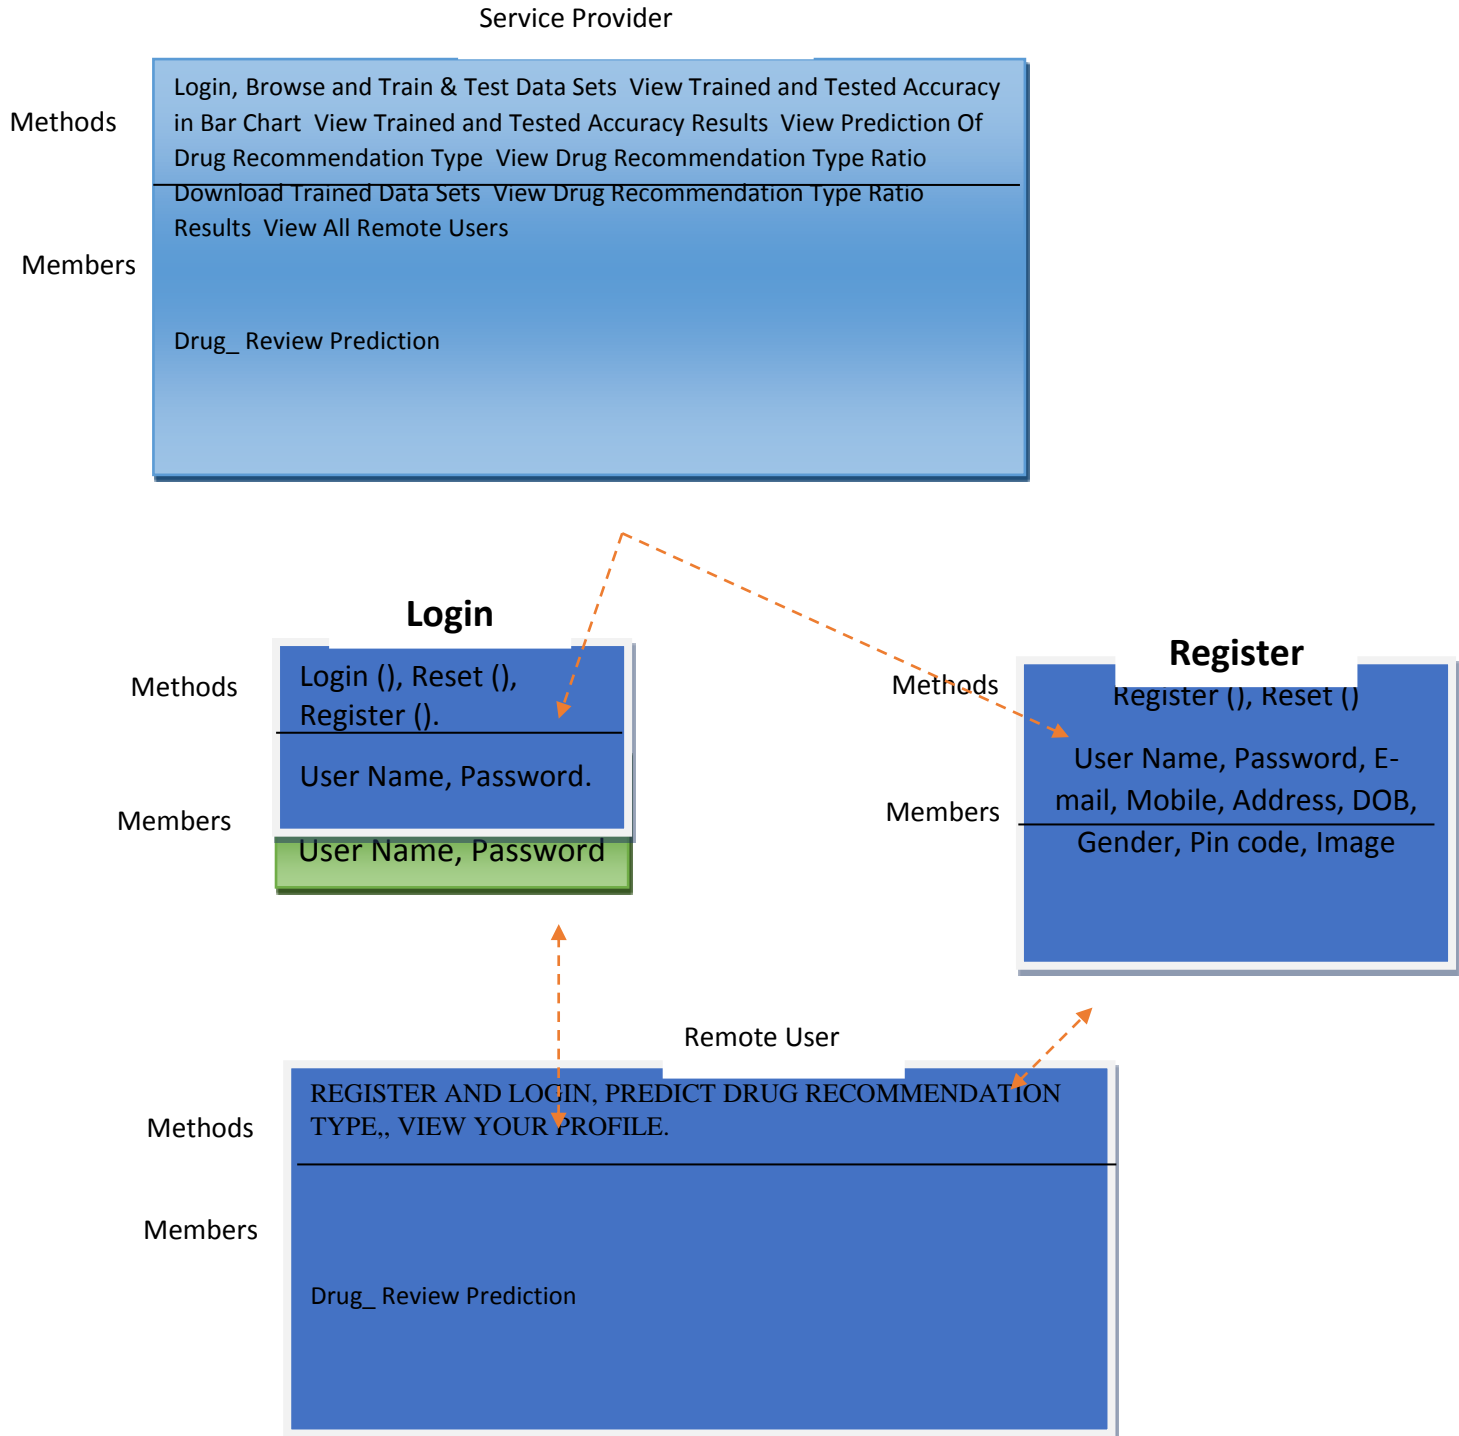 Service Provider
Methods
Login, Browse and Train & Test Data Sets  View Trained and Tested Accuracy
in Bar Chart  View Trained and Tested Accuracy Results  View Prediction Of
Drug Recommendation Type  View Drug Recommendation Type Ratio
Download Trained Data Sets  View Drug Recommendation Type Ratio
Results  View All Remote Users
Members
Drug_ Review Prediction
Login
Methods
Login (), Reset (),
Register ().
User Name, Password.
Members
User Name, Password
Register
Methods
Register (), Reset ()
User Name, Password, E-
mail, Mobile, Address, DOB,
Members
Gender, Pin code, Image
Remote User
Methods
REGISTER AND LOGIN, PREDICT DRUG RECOMMENDATION
TYPE,, VIEW YOUR PROFILE.
Members
Drug_ Review Prediction